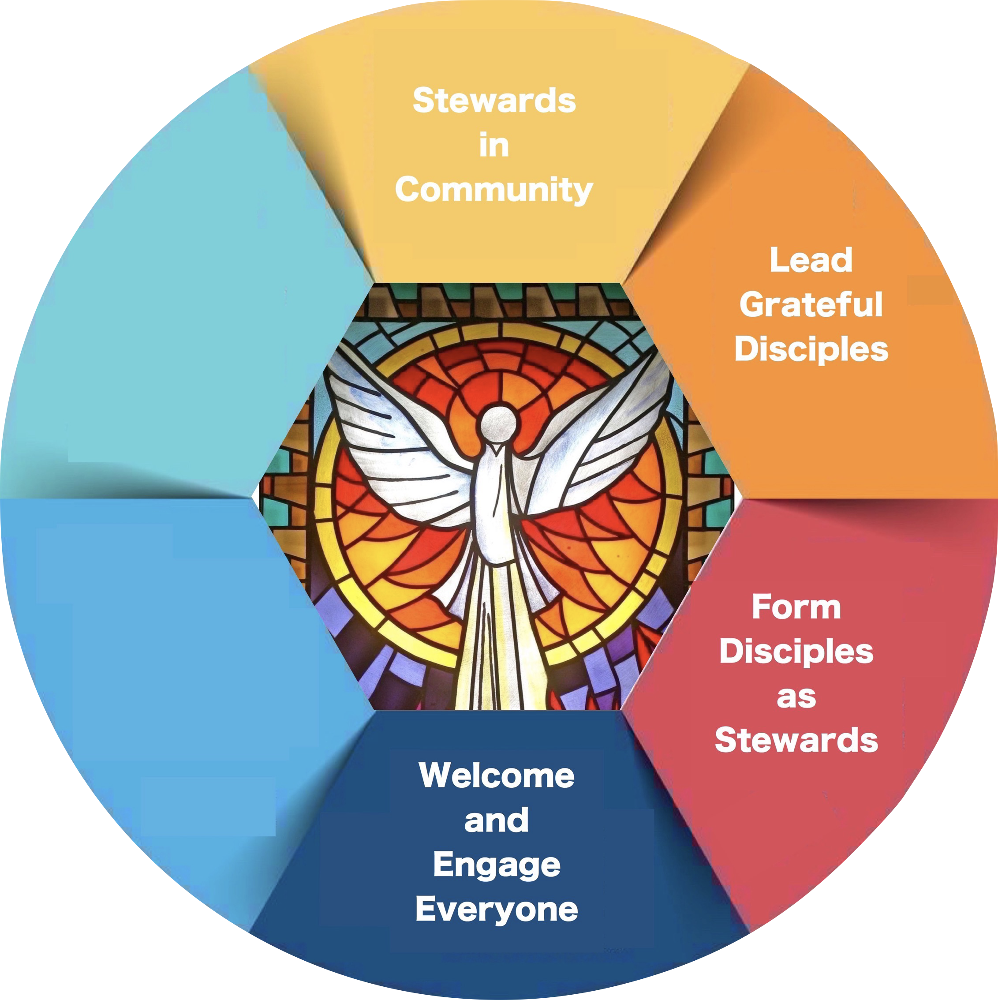 Stewards
in
Community
Lead
Grateful
Disciples
Form
Disciples
as
Stewards
Welcome
and
Engage
Everyone